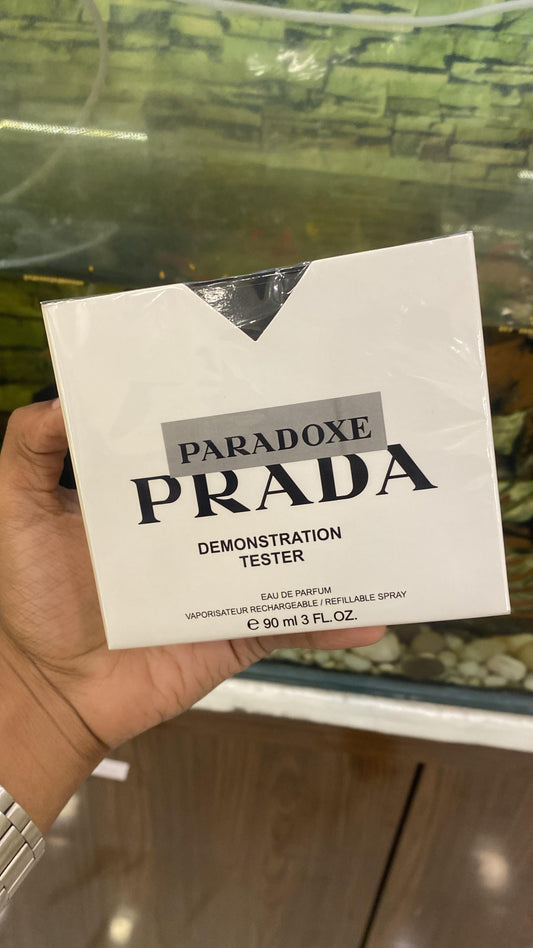 PARADOXE
PRADA
DEMONSTRATION
TESTER
EAU DE PARFUM
VAPORISATEUR RECHARGEABLE / REFILLABLE SPRAY
℮ 90 ml 3 FL.OZ.